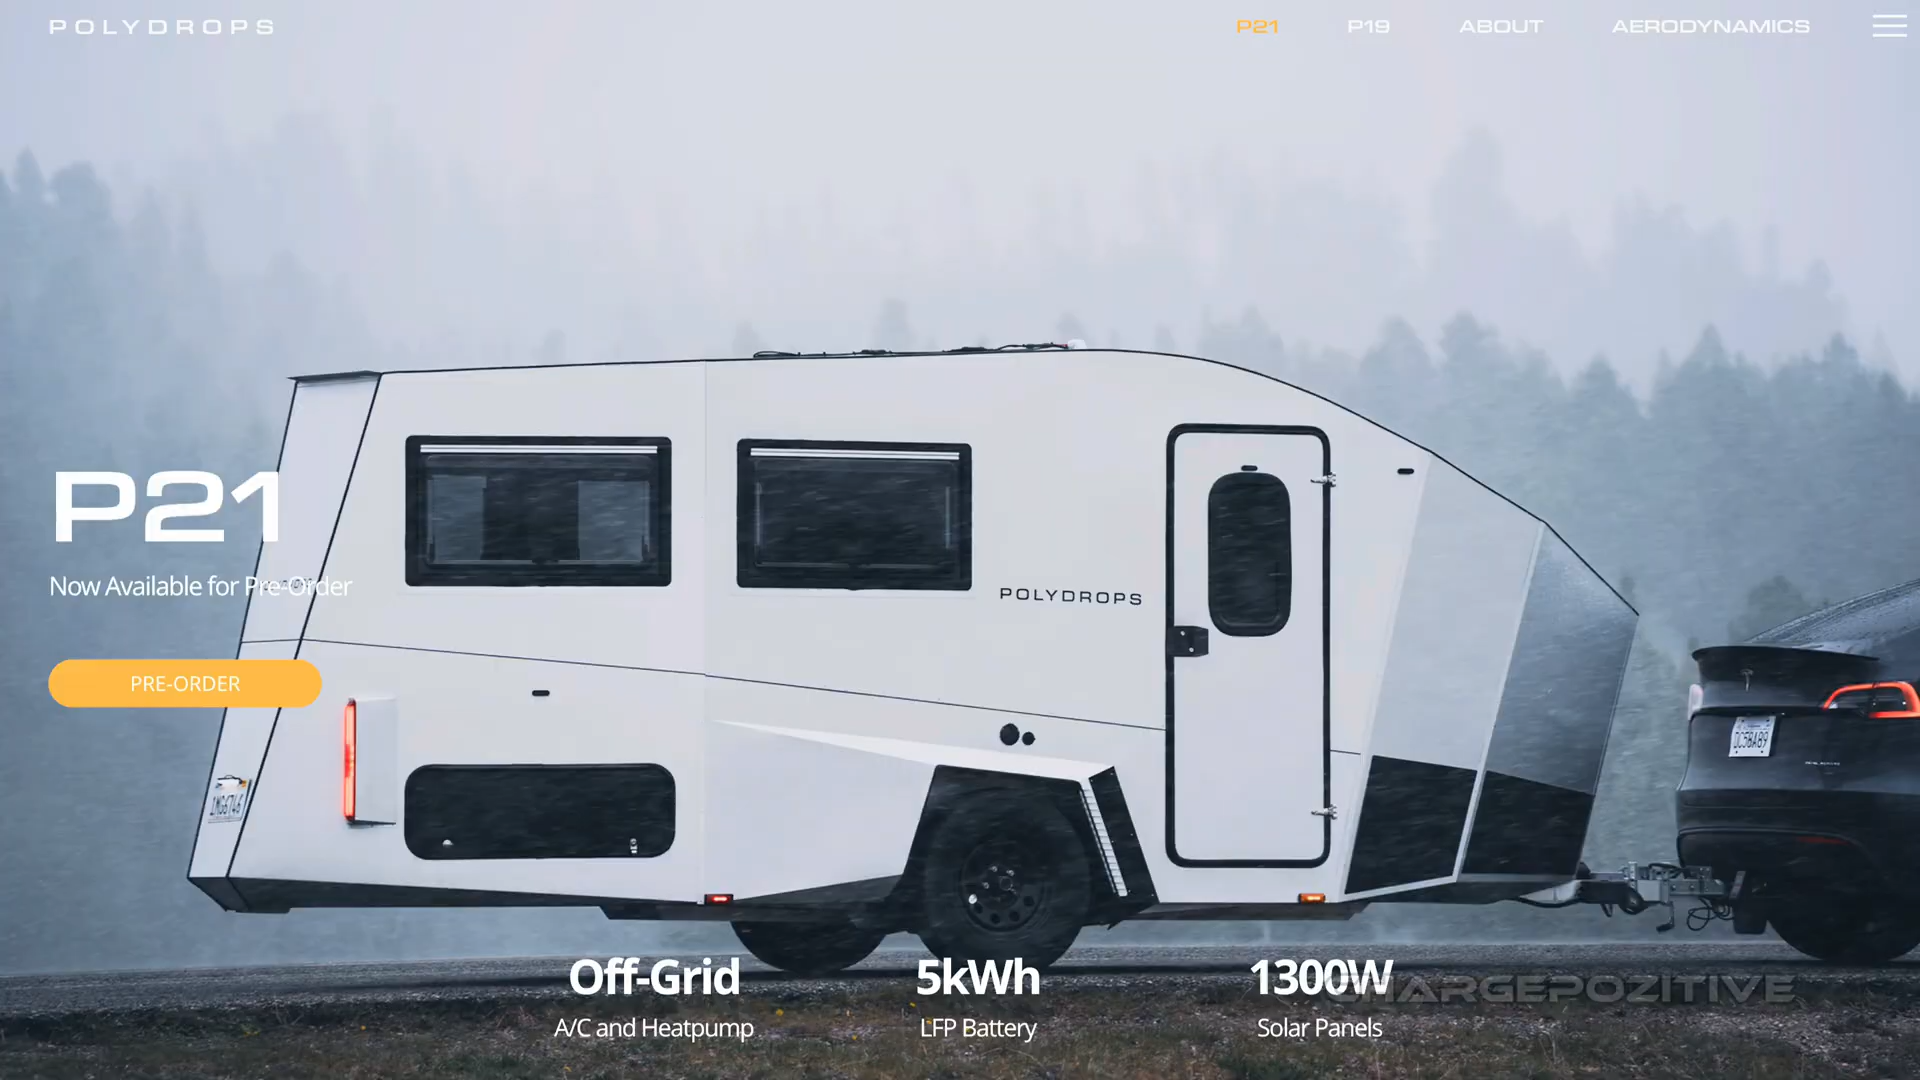 POLYDROPS
P21
P19
ABOUT
AERODYNAMICS
P21
Now Available for Pre-Order
PRE-ORDER
POLYDROPS
Off-Grid
A/C and Heatpump
5kWh
LFP Battery
1300W
Solar Panels
CHARGEPOZITIVE